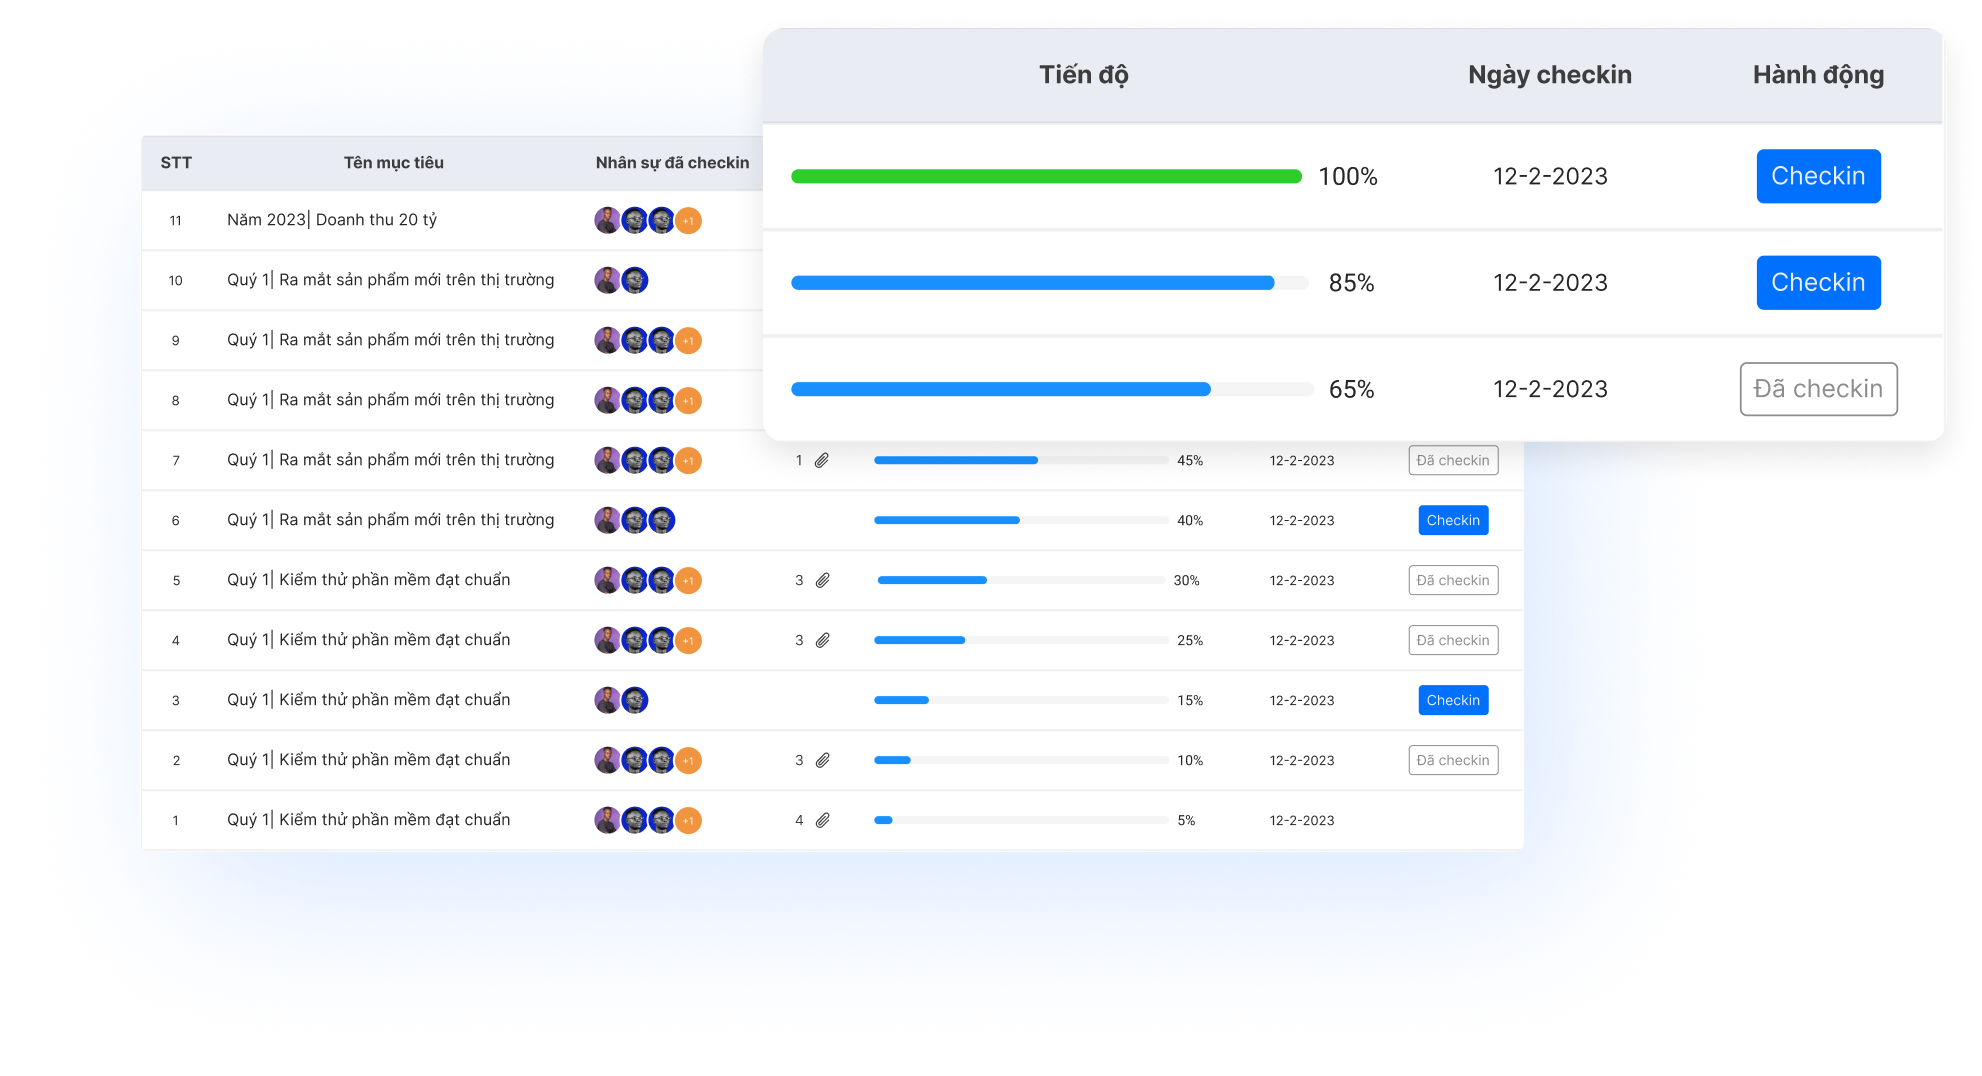 Tiến độ Ngày checkin Hành động
100% 12-2-2023 Checkin
85% 12-2-2023 Checkin
65% 12-2-2023 Đã checkin
STT Tên mục tiêu Nhân sự đã checkin
11 Năm 2023| Doanh thu 20 tỷ +1
10 Quý 1| Ra mắt sản phẩm mới trên thị trường
9 Quý 1| Ra mắt sản phẩm mới trên thị trường +1
8 Quý 1| Ra mắt sản phẩm mới trên thị trường +1
7 Quý 1| Ra mắt sản phẩm mới trên thị trường +1 1 45% 12-2-2023 Đã checkin
6 Quý 1| Ra mắt sản phẩm mới trên thị trường 40% 12-2-2023 Checkin
5 Quý 1| Kiểm thử phần mềm đạt chuẩn +1 3 30% 12-2-2023 Đã checkin
4 Quý 1| Kiểm thử phần mềm đạt chuẩn +1 3 25% 12-2-2023 Đã checkin
3 Quý 1| Kiểm thử phần mềm đạt chuẩn 15% 12-2-2023 Checkin
2 Quý 1| Kiểm thử phần mềm đạt chuẩn +1 3 10% 12-2-2023 Đã checkin
1 Quý 1| Kiểm thử phần mềm đạt chuẩn +1 4 5% 12-2-2023